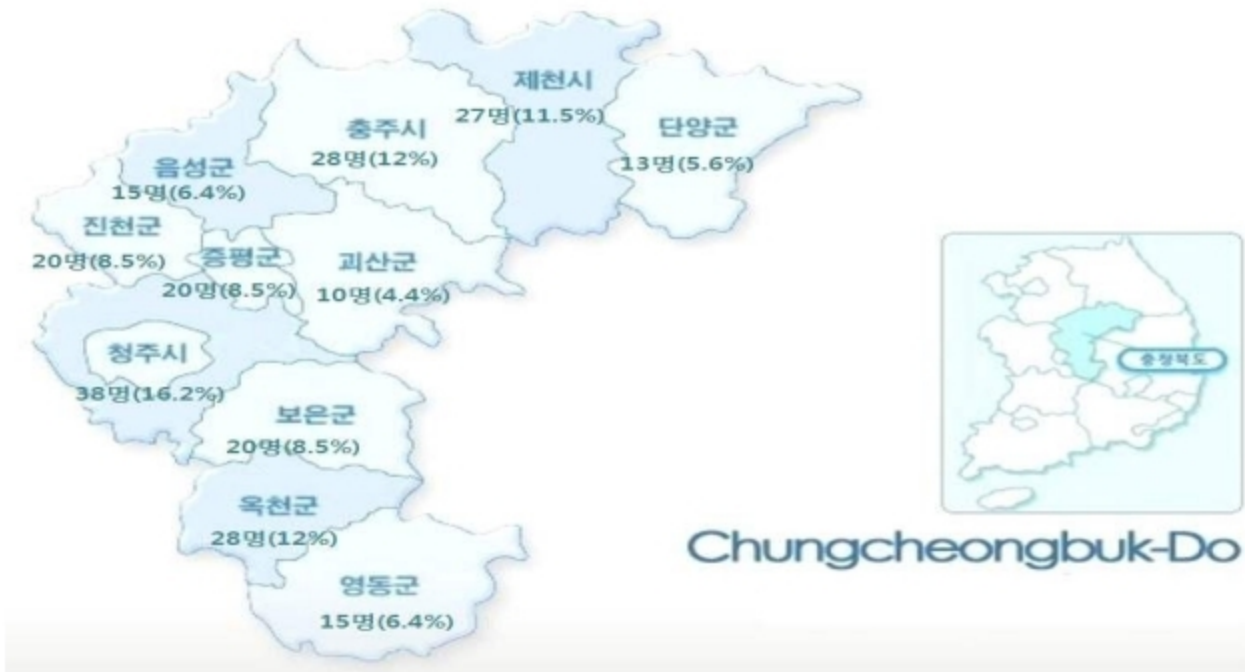 제천시
27명(11.5%)
충주시
28명(12%)
단양군
13명(5.6%)
음성군
15명(6.4%)
진천군
20명(8.5%)
증평군
20명(8.5%)
괴산군
10명(4.4%)
청주시
38명(16.2%)
보은군
20명(8.5%)
옥천군
28명(12%)
영동군
15명(6.4%)
충청북도
Chungcheongbuk-Do